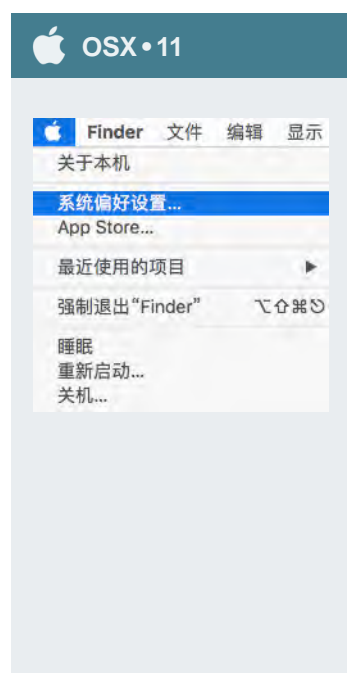 OSX•11
Finder 文件 编辑 显示
关于本机
系统偏好设置...
App Store...
最近使用的项目 ▶
强制退出“Finder” ⌥⇧⌘⎋
睡眠
重新启动...
关机...